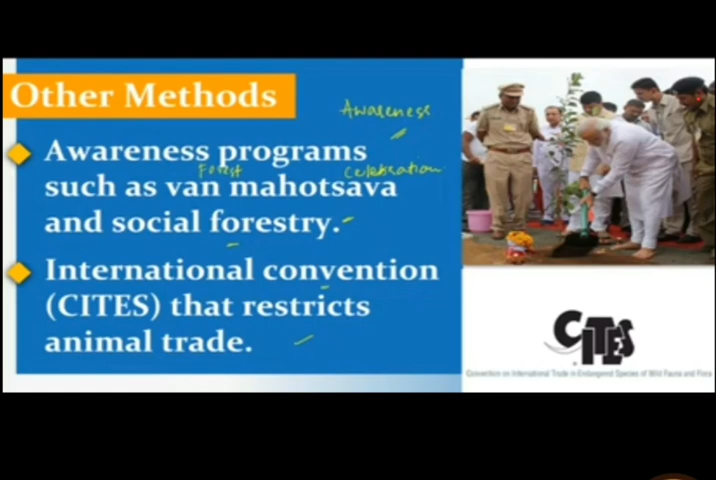 Other Methods
Awareness
Awareness programs
Forest
Celebration
such as van mahotsava
and social forestry.
International convention
(CITES) that restricts
animal trade.
CITES
Convention on International Trade in Endangered Species of Wild Fauna and Flora